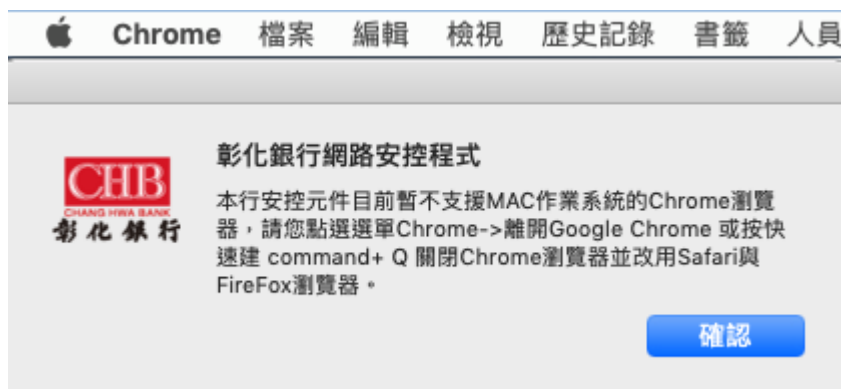 Chrome 檔案 編輯 檢視 歷史記錄 書籤 人員
CHB
CHANG HWA BANK
彰化銀行
彰化銀行網路安控程式
本行安控元件目前暫不支援MAC作業系統的Chrome瀏覽
器，請您點選選單Chrome->離開Google Chrome 或按快
速建 command+ Q 關閉Chrome瀏覽器並改用Safari與
FireFox瀏覽器。
確認